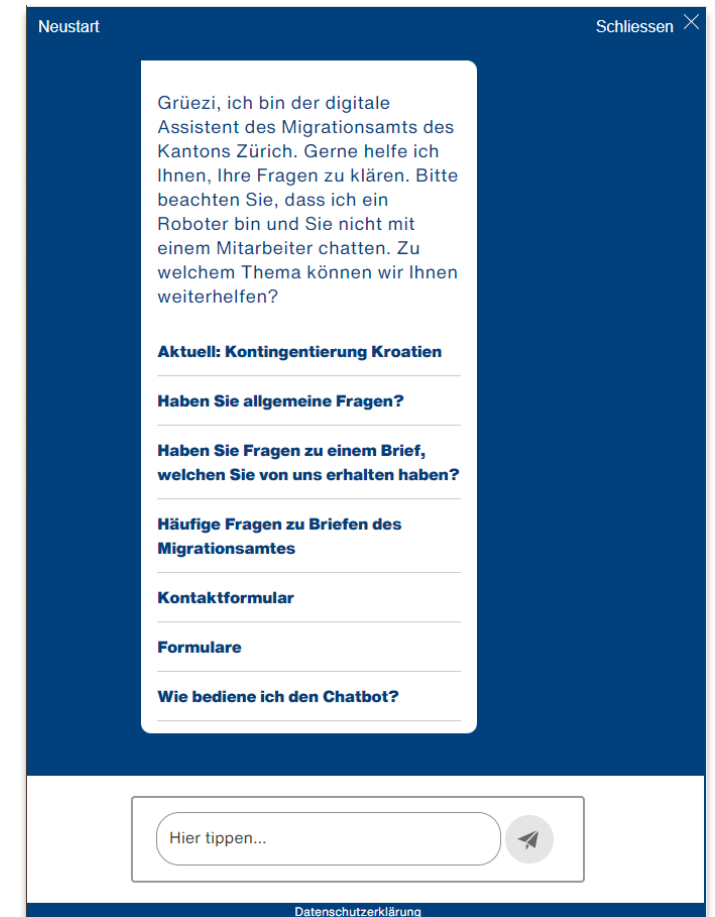 Neustart
Schliessen
Grüezi, ich bin der digitale
Assistent des Migrationsamts des
Kantons Zürich. Gerne helfe ich
Ihnen, Ihre Fragen zu klären. Bitte
beachten Sie, dass ich ein
Roboter bin und Sie nicht mit
einem Mitarbeiter chatten. Zu
welchem Thema können wir Ihnen
weiterhelfen?
Aktuell: Kontingentierung Kroatien
Haben Sie allgemeine Fragen?
Haben Sie Fragen zu einem Brief,
welchen Sie von uns erhalten haben?
Häufige Fragen zu Briefen des
Migrationsamtes
Kontaktformular
Formulare
Wie bediene ich den Chatbot?
Hier tippen...
Datenschutzerklärung